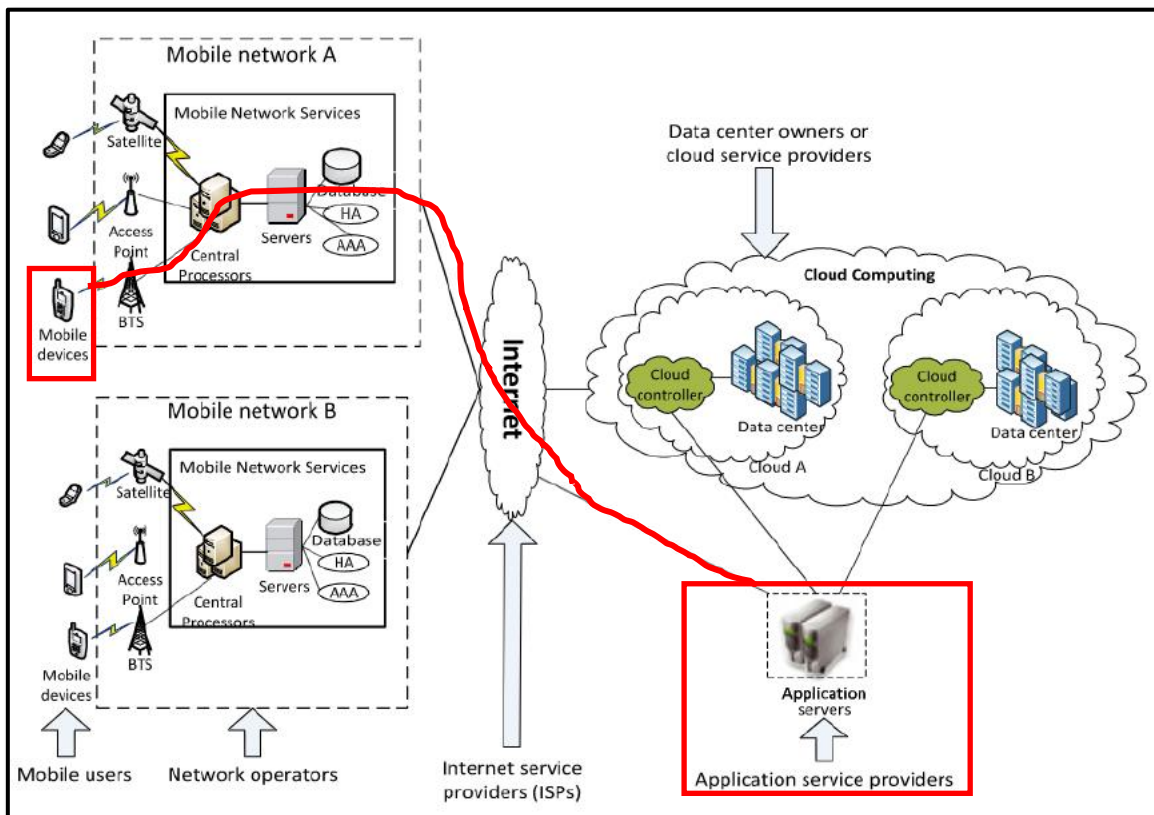 Mobile network A
Mobile Network Services
Satellite
Database
HA
AAA
Access
Point
Servers
Central
Processors
BTS
Mobile
devices
Mobile network B
Mobile Network Services
Satellite
Database
HA
AAA
Access
Point
Servers
Central
Processors
BTS
Mobile
devices
Mobile users
Network operators
Internet
Internet service
providers (ISPs)
Data center owners or
cloud service providers
Cloud Computing
Cloud
controller
Data center
Cloud A
Cloud
controller
Data center
Cloud B
Application
servers
Application service providers